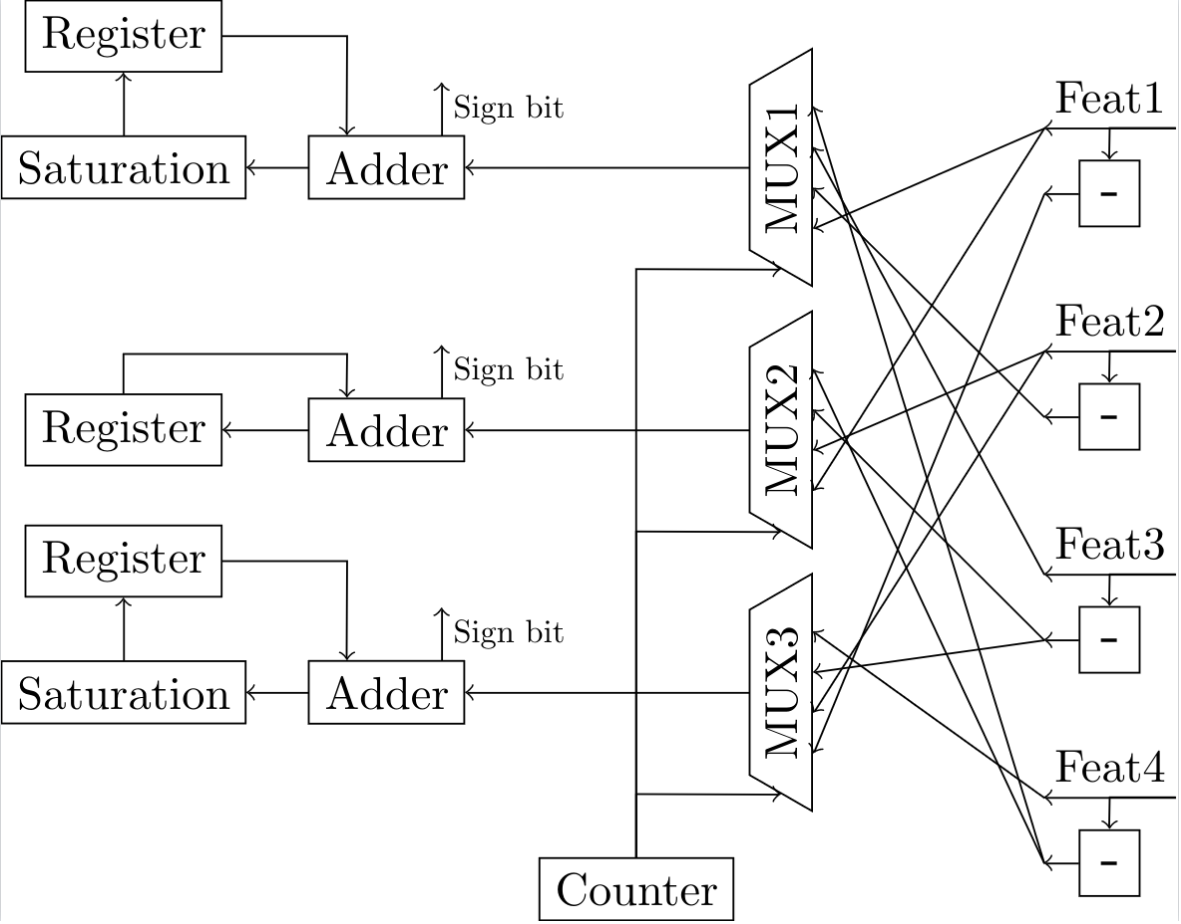 Register
Sign bit
Feat1
Saturation
Adder
MUX1
-
Feat2
Sign bit
Register
Adder
MUX2
-
Feat3
Register
Sign bit
-
Saturation
Adder
MUX3
Feat4
-
Counter